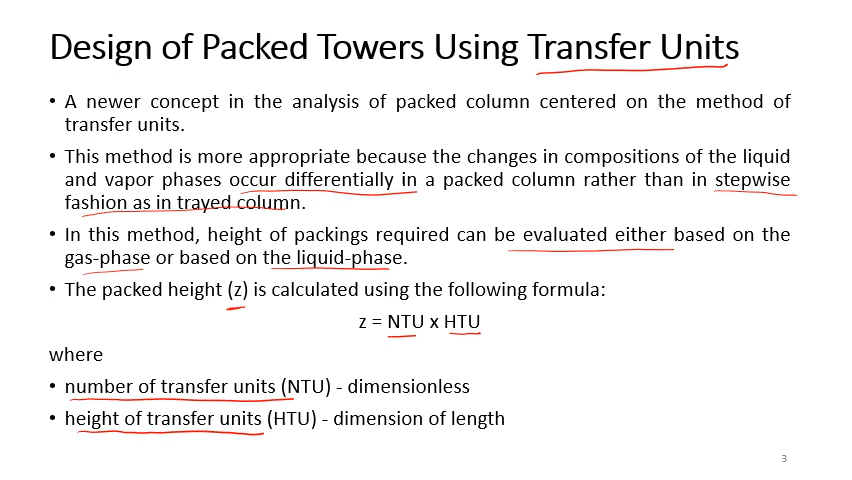 Design of Packed Towers Using Transfer Units
• A newer concept in the analysis of packed column centered on the method of
transfer units.
• This method is more appropriate because the changes in compositions of the liquid
and vapor phases occur differentially in a packed column rather than in stepwise
fashion as in trayed column.
• In this method, height of packings required can be evaluated either based on the
gas-phase or based on the liquid-phase.
• The packed height (z) is calculated using the following formula:
z = NTU x HTU
where
• number of transfer units (NTU) - dimensionless
• height of transfer units (HTU) - dimension of length
3